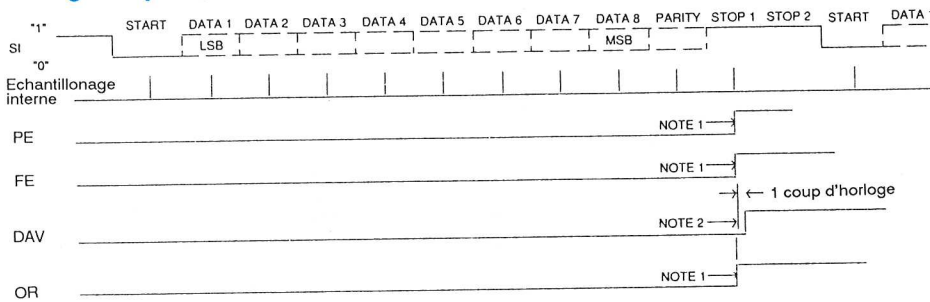 "1" START DATA 1 DATA 2 DATA 3 DATA 4 DATA 5 DATA 6 DATA 7 DATA 8 PARITY STOP 1 STOP 2 START DATA 1
SI LSB MSB
"0"
Echantillonage
interne
PE NOTE 1
FE NOTE 1
1 coup d'horloge
DAV NOTE 2
OR NOTE 1